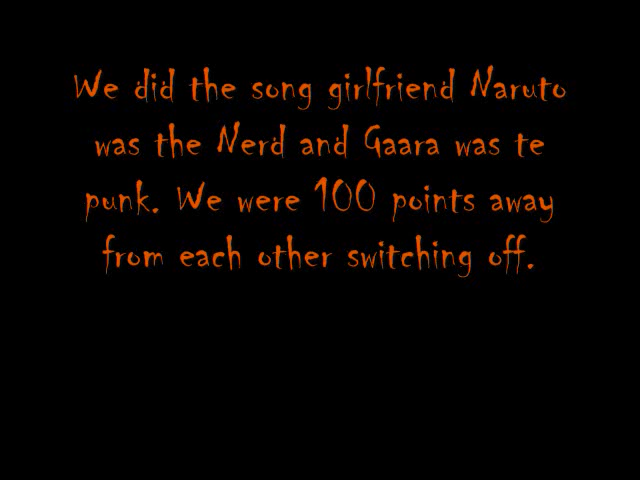 We did the song girlfriend Naruto
was the Nerd and Gaara was te
punk. We were 100 points away
from each other switching off.